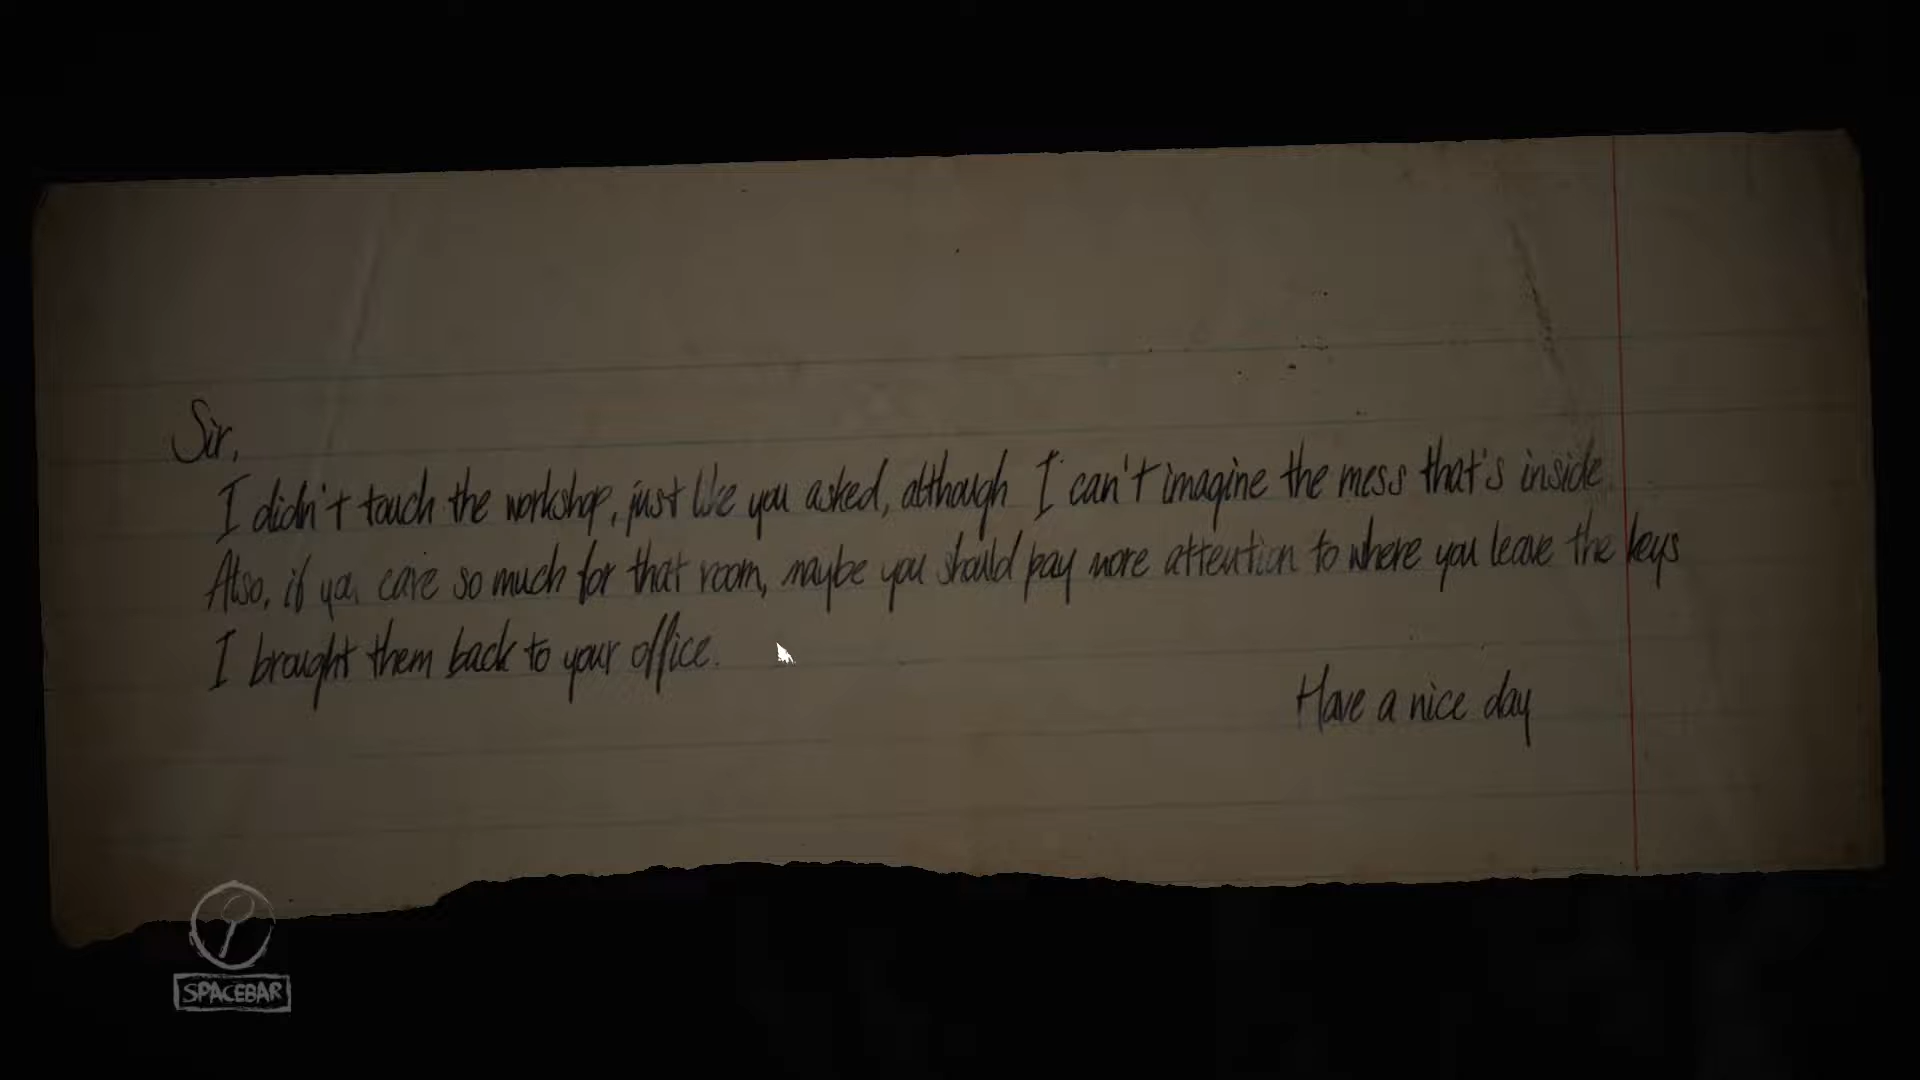 Sir,
I didn't touch the workshop, just like you asked, although I can't imagine the mess that's inside.
Also, if you care so much for that room, maybe you should pay more attention to where you leave the keys
I brought them back to your office.
Have a nice day
SPACEBAR